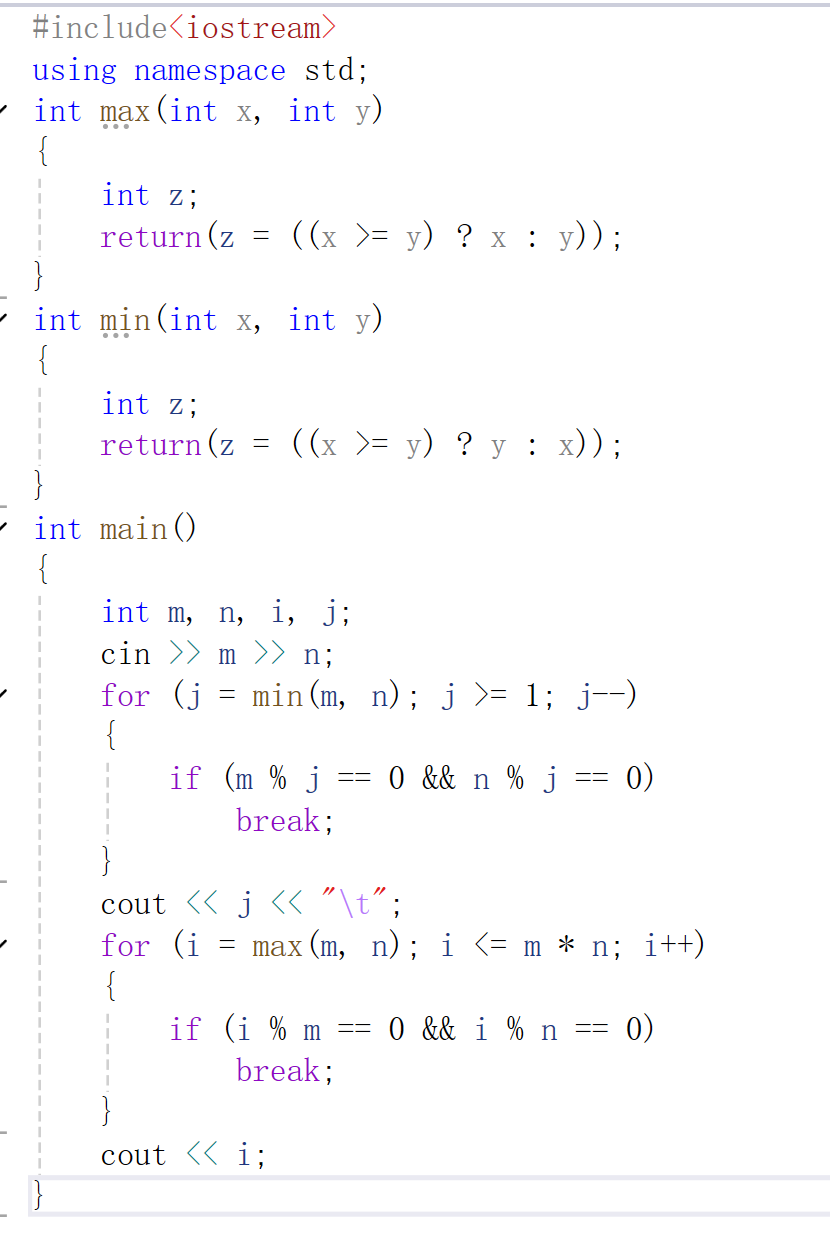 #include<iostream>
using namespace std;
int max(int x, int y)
{
    int z;
    return(z = ((x >= y) ? x : y));
}
int min(int x, int y)
{
    int z;
    return(z = ((x >= y) ? y : x));
}
int main()
{
    int m, n, i, j;
    cin >> m >> n;
    for (j = min(m, n); j >= 1; j--)
    {
        if (m % j == 0 && n % j == 0)
            break;
    }
    cout << j << "\t";
    for (i = max(m, n); i <= m * n; i++)
    {
        if (i % m == 0 && i % n == 0)
            break;
    }
    cout << i;
}